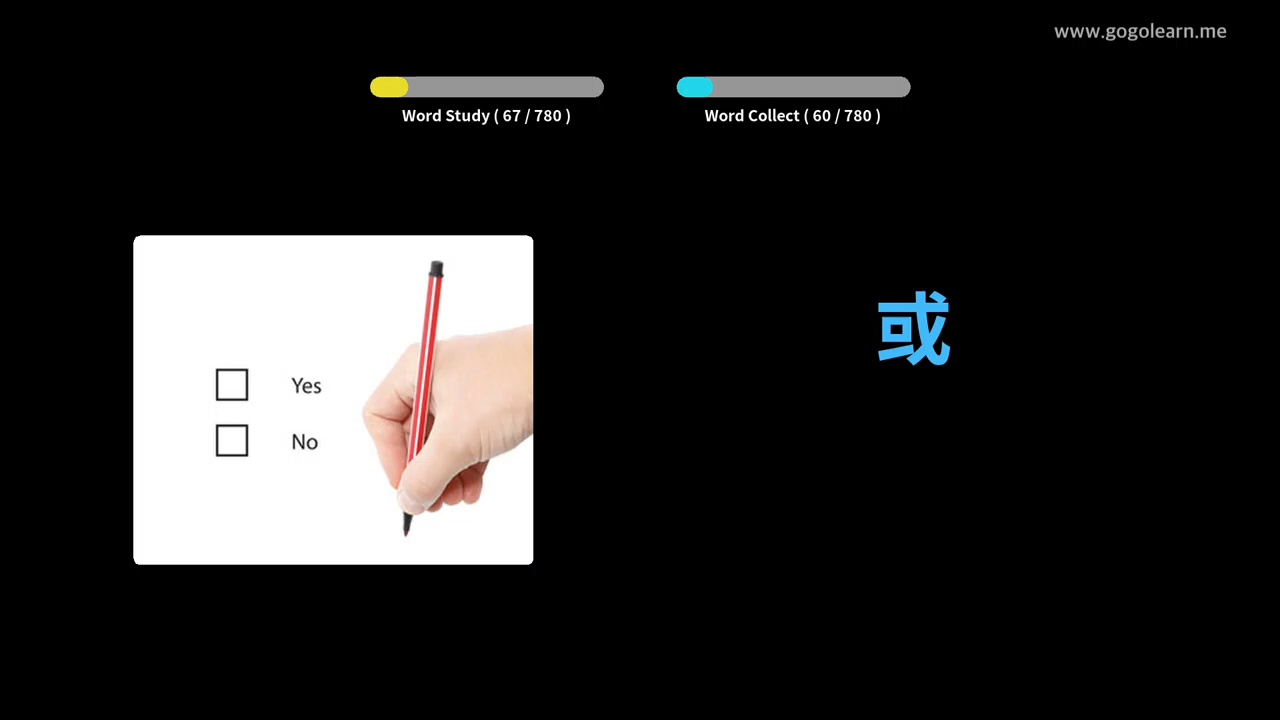 www.gogolearn.me
Word Study ( 67 / 780 )
Word Collect ( 60 / 780 )
或
Yes
No